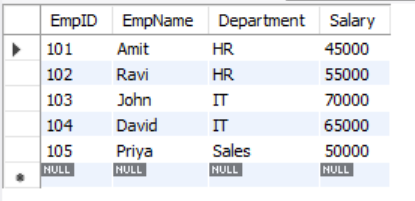 EmpID EmpName Department Salary
101 Amit HR 45000
102 Ravi HR 55000
103 John IT 70000
104 David IT 65000
105 Priya Sales 50000
NULL NULL NULL NULL